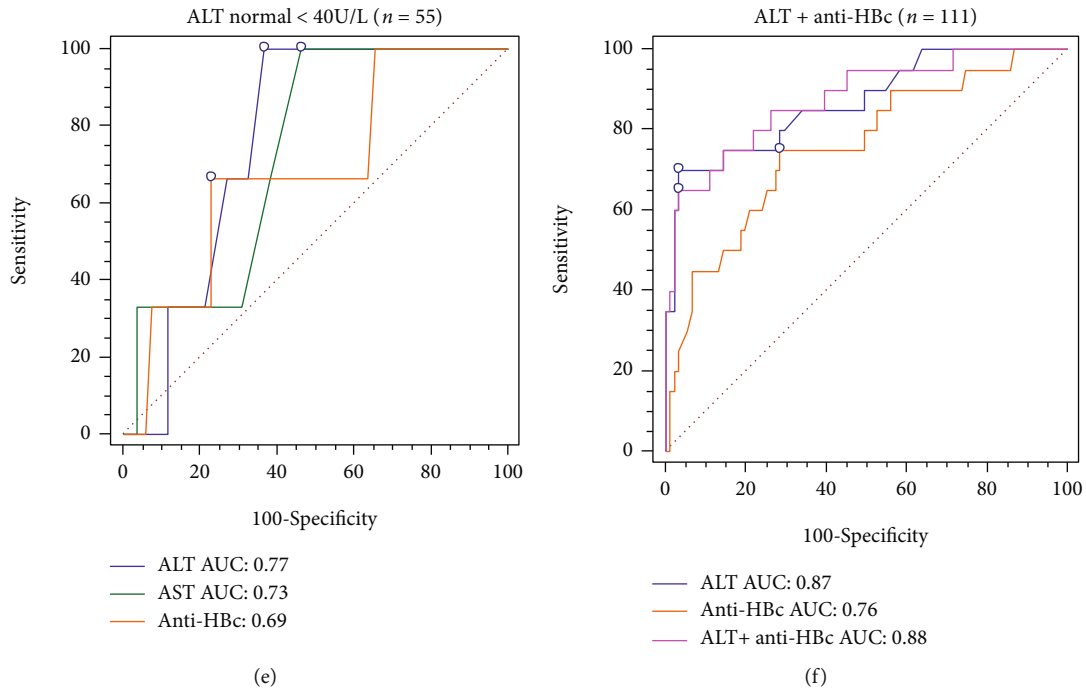 ALT normal < 40U/L (n = 55)
100
80
60
40
20
0
Sensitivity
0 20 40 60 80 100
100-Specificity
ALT AUC: 0.77
AST AUC: 0.73
Anti-HBc: 0.69
(e)
ALT + anti-HBc (n = 111)
100
80
60
40
20
0
Sensitivity
0 20 40 60 80 100
100-Specificity
ALT AUC: 0.87
Anti-HBc AUC: 0.76
ALT+ anti-HBc AUC: 0.88
(f)